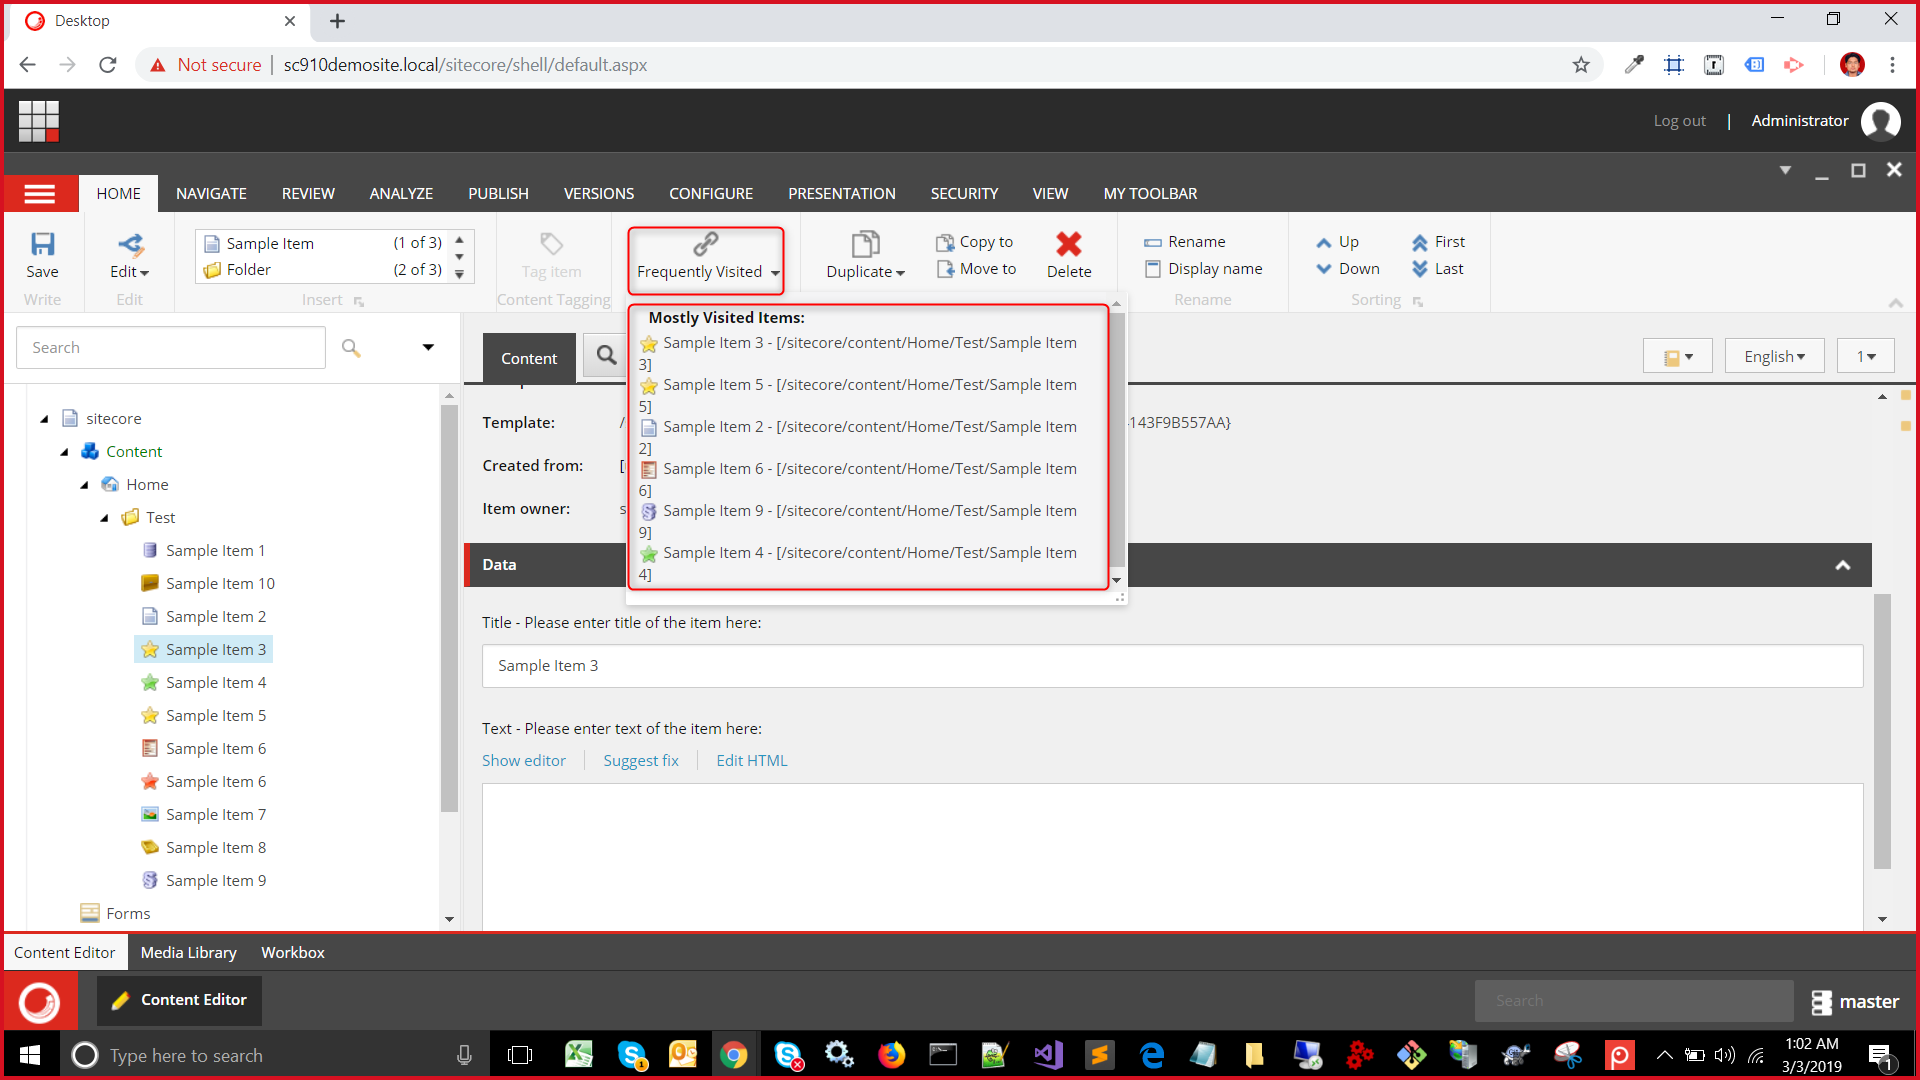 Desktop
Not secure | sc910demosite.local/sitecore/shell/default.aspx
Log out | Administrator
HOME NAVIGATE REVIEW ANALYZE PUBLISH VERSIONS CONFIGURE PRESENTATION SECURITY VIEW MY TOOLBAR
Save
Write
Edit
Edit
Sample Item (1 of 3)
Folder (2 of 3)
Insert
Tag item
Content Tagging
Frequently Visited
Duplicate
Copy to
Move to
Delete
Rename
Display name
Rename
Up
Down
First
Last
Sorting
Search
sitecore
Content
Home
Test
Sample Item 1
Sample Item 10
Sample Item 2
Sample Item 3
Sample Item 4
Sample Item 5
Sample Item 6
Sample Item 6
Sample Item 7
Sample Item 8
Sample Item 9
Forms
Content
English
1
Mostly Visited Items:
Sample Item 3 - [/sitecore/content/Home/Test/Sample Item
3]
Sample Item 5 - [/sitecore/content/Home/Test/Sample Item
5]
Sample Item 2 - [/sitecore/content/Home/Test/Sample Item
2]
Sample Item 6 - [/sitecore/content/Home/Test/Sample Item
6]
Sample Item 9 - [/sitecore/content/Home/Test/Sample Item
9]
Sample Item 4 - [/sitecore/content/Home/Test/Sample Item
4]
Template: / 143F9B557AA}
Created from: [
Item owner: s
Data
Title - Please enter title of the item here:
Sample Item 3
Text - Please enter text of the item here:
Show editor Suggest fix Edit HTML
Content Editor Media Library Workbox
Content Editor
Search
master
Type here to search
1:02 AM
3/3/2019
1